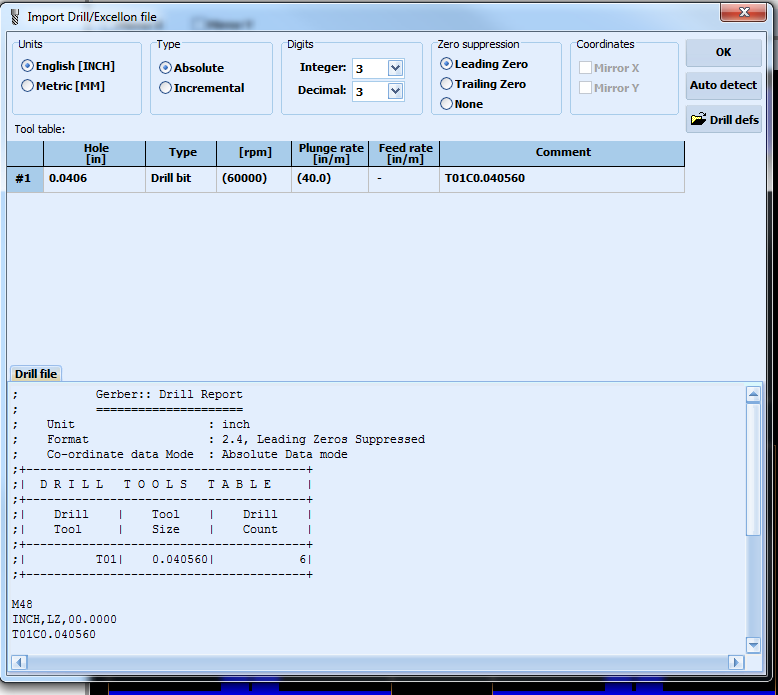 Import Drill/Excellon file
Units
English [INCH]
Metric [MM]
Type
Absolute
Incremental
Digits
Integer: 3
Decimal: 3
Zero suppression
Leading Zero
Trailing Zero
None
Coordinates
Mirror X
Mirror Y
OK
Auto detect
Drill defs
Tool table:
Hole [in] Type [rpm] Plunge rate [in/m] Feed rate [in/m] Comment
#1 0.0406 Drill bit (60000) (40.0) - T01C0.040560
Drill file
;           Gerber:: Drill Report
;           =====================
;    Unit                   : inch
;    Format                 : 2.4, Leading Zeros Suppressed
;    Co-ordinate data Mode  : Absolute Data mode
;+----------------------------------------+
;|  D R I L L   T O O L S   T A B L E     |
;+----------------------------------------+
;|    Drill    |    Tool    |    Drill    |
;|    Tool     |    Size    |    Count    |
;+----------------------------------------+
;|          T01|    0.040560|            6|
;+----------------------------------------+
M48
INCH,LZ,00.0000
T01C0.040560